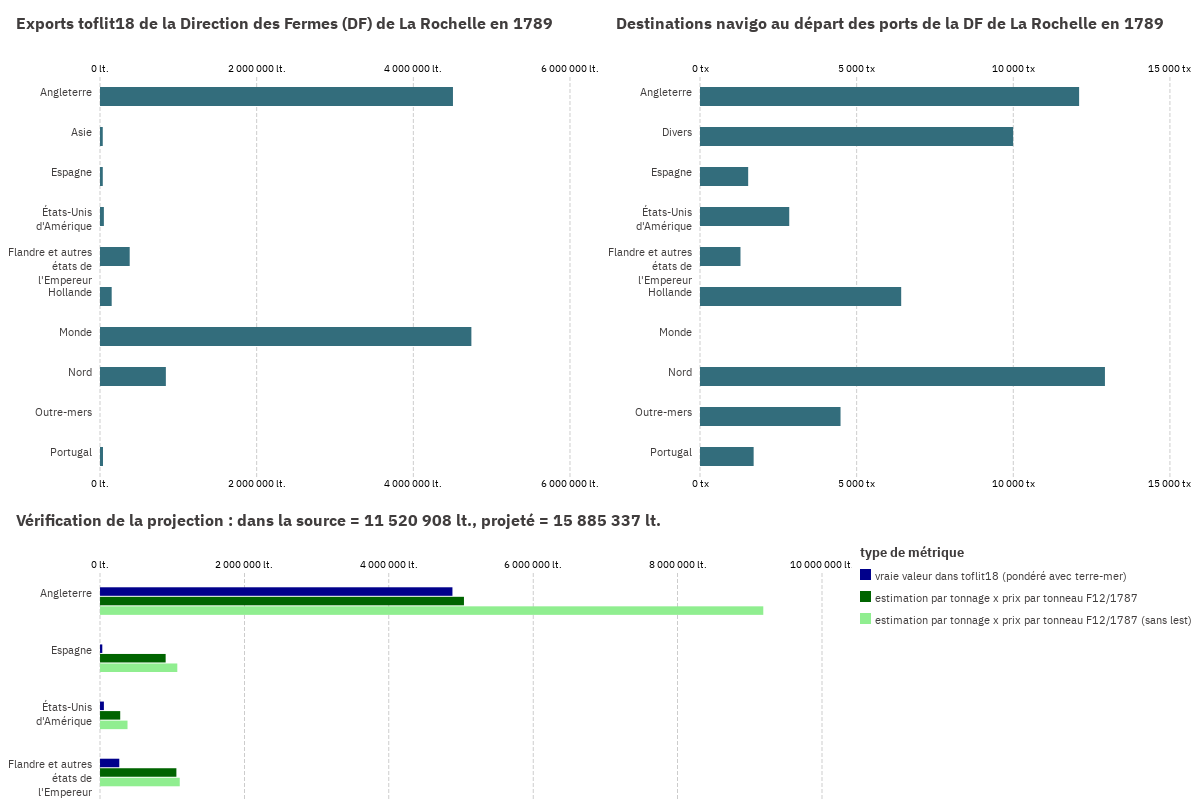 Exports toflit18 de la Direction des Fermes (DF) de La Rochelle en 1789
0 lt.
2 000 000 lt.
4 000 000 lt.
6 000 000 lt.
Angleterre
Asie
Espagne
États-Unis
d'Amérique
Flandre et autres
états de
l'Empereur
Hollande
Monde
Nord
Outre-mers
Portugal
0 lt.
2 000 000 lt.
4 000 000 lt.
6 000 000 lt.
Destinations navigo au départ des ports de la DF de La Rochelle en 1789
0 tx
5 000 tx
10 000 tx
15 000 tx
Angleterre
Divers
Espagne
États-Unis
d'Amérique
Flandre et autres
états de
l'Empereur
Hollande
Monde
Nord
Outre-mers
Portugal
0 tx
5 000 tx
10 000 tx
15 000 tx
Vérification de la projection : dans la source = 11 520 908 lt., projeté = 15 885 337 lt.
0 lt.
2 000 000 lt.
4 000 000 lt.
6 000 000 lt.
8 000 000 lt.
10 000 000 lt
Angleterre
Espagne
États-Unis
d'Amérique
Flandre et autres
états de
l'Empereur
type de métrique
vraie valeur dans toflit18 (pondéré avec terre-mer)
estimation par tonnage x prix par tonneau F12/1787
estimation par tonnage x prix par tonneau F12/1787 (sans lest)